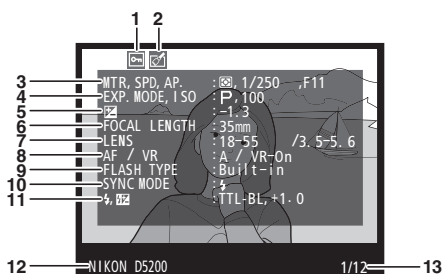 1 2
3 MTR, SPD, AP. : , 1/250 ,F11
4 EXP. MODE, ISO : P, 100
5 : -1.3
6 FOCAL LENGTH : 35mm
7 LENS : 18-55 /3.5-5.6
8 AF / VR : A / VR-On
9 FLASH TYPE : Built-in
10 SYNC MODE :
11 , : TTL-BL, +1.0
12 NIKON D5200 1/12 13